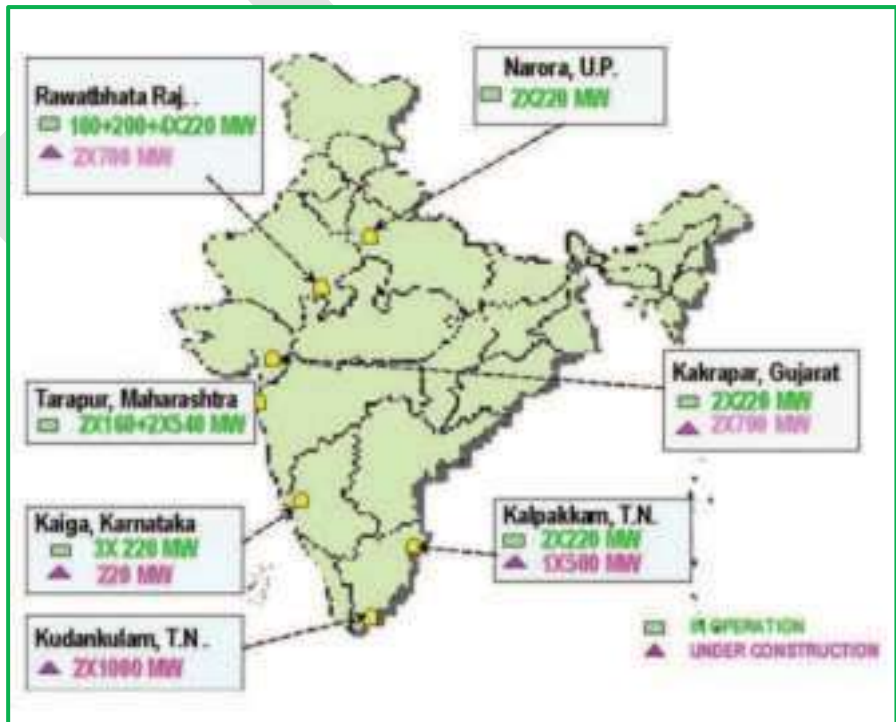 Narora, U.P.
2X220 MW
Rawatbhata Raj. .
100+200+4X220 MW
2X700 MW
Kakrapar, Gujarat
2X220 MW
2X700 MW
Tarapur, Maharashtra
2X160+2X540 MW
Kaiga, Karnataka
3X 220 MW
220 MW
Kalpakkam, T.N.
2X220 MW
1X500 MW
Kudankulam, T.N .
2X1000 MW
IN OPERATION
UNDER CONSTRUCTION